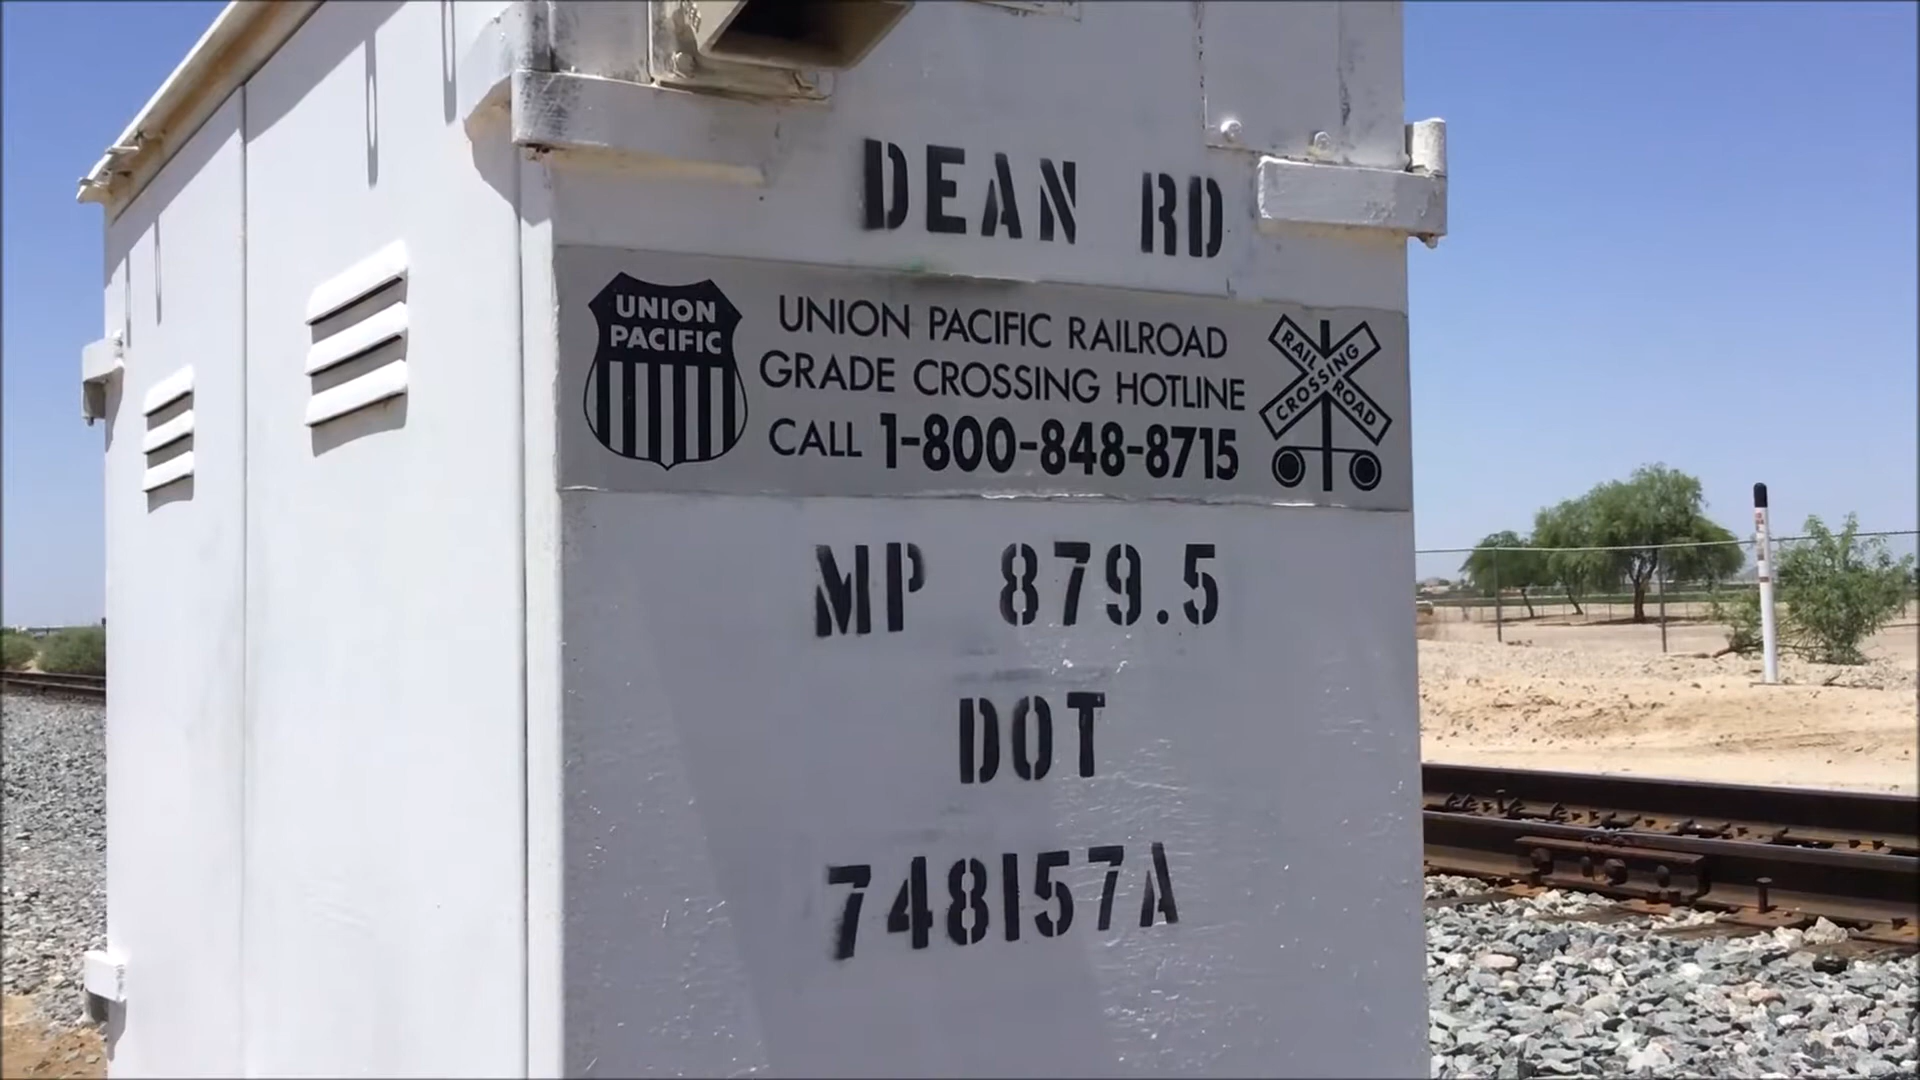 DEAN RD
UNION
PACIFIC
UNION PACIFIC RAILROAD
GRADE CROSSING HOTLINE
CALL 1-800-848-8715
RAIL ROAD
CROSSING
MP 879.5
DOT
748157A